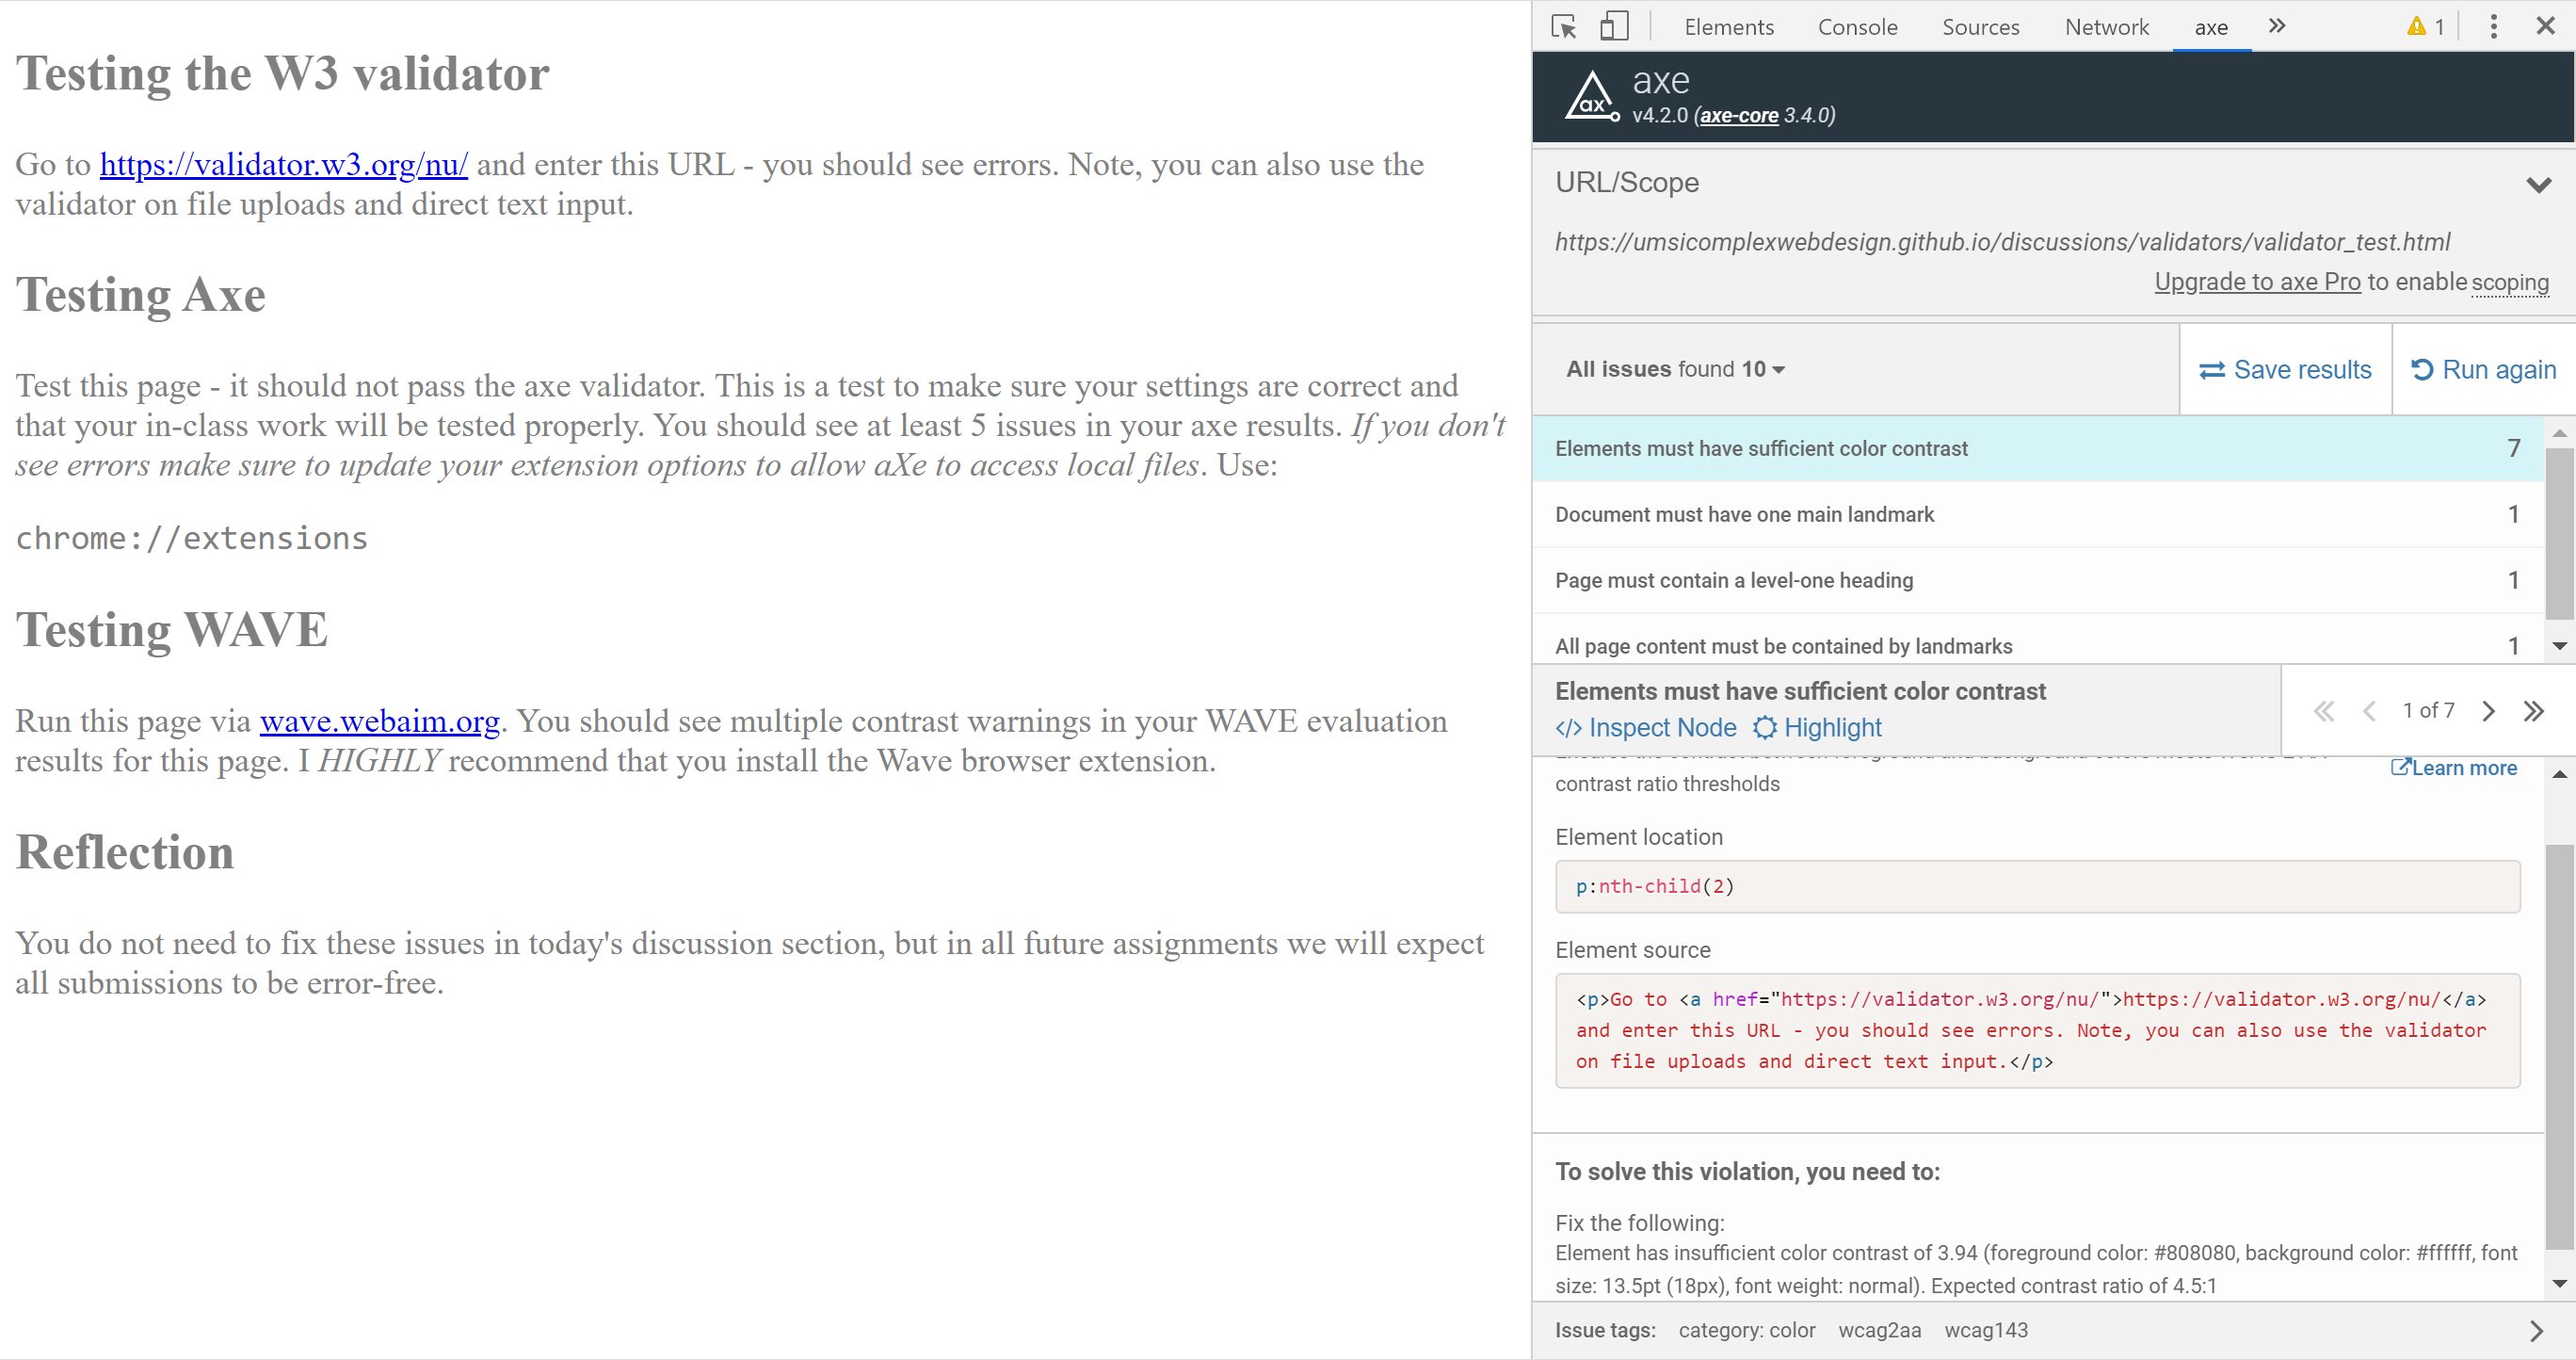 Testing the W3 validator
Go to https://validator.w3.org/nu/ and enter this URL - you should see errors. Note, you can also use the
validator on file uploads and direct text input.
Testing Axe
Test this page - it should not pass the axe validator. This is a test to make sure your settings are correct and
that your in-class work will be tested properly. You should see at least 5 issues in your axe results. If you don't
see errors make sure to update your extension options to allow aXe to access local files. Use:
chrome://extensions
Testing WAVE
Run this page via wave.webaim.org. You should see multiple contrast warnings in your WAVE evaluation
results for this page. I HIGHLY recommend that you install the Wave browser extension.
Reflection
You do not need to fix these issues in today's discussion section, but in all future assignments we will expect
all submissions to be error-free.
Elements Console Sources Network axe 1
ax
axe
v4.2.0 (axe-core 3.4.0)
URL/Scope
https://umsicomplexwebdesign.github.io/discussions/validators/validator_test.html
Upgrade to axe Pro to enable scoping
All issues found 10
Save results
Run again
Elements must have sufficient color contrast 7
Document must have one main landmark 1
Page must contain a level-one heading 1
All page content must be contained by landmarks 1
Elements must have sufficient color contrast
</> Inspect Node Highlight
1 of 7
Learn more
contrast ratio thresholds
Element location
p:nth-child(2)
Element source
<p>Go to <a href="https://validator.w3.org/nu/">https://validator.w3.org/nu/</a>
and enter this URL - you should see errors. Note, you can also use the validator
on file uploads and direct text input.</p>
To solve this violation, you need to:
Fix the following:
Element has insufficient color contrast of 3.94 (foreground color: #808080, background color: #ffffff, font
size: 13.5pt (18px), font weight: normal). Expected contrast ratio of 4.5:1
Issue tags: category: color wcag2aa wcag143